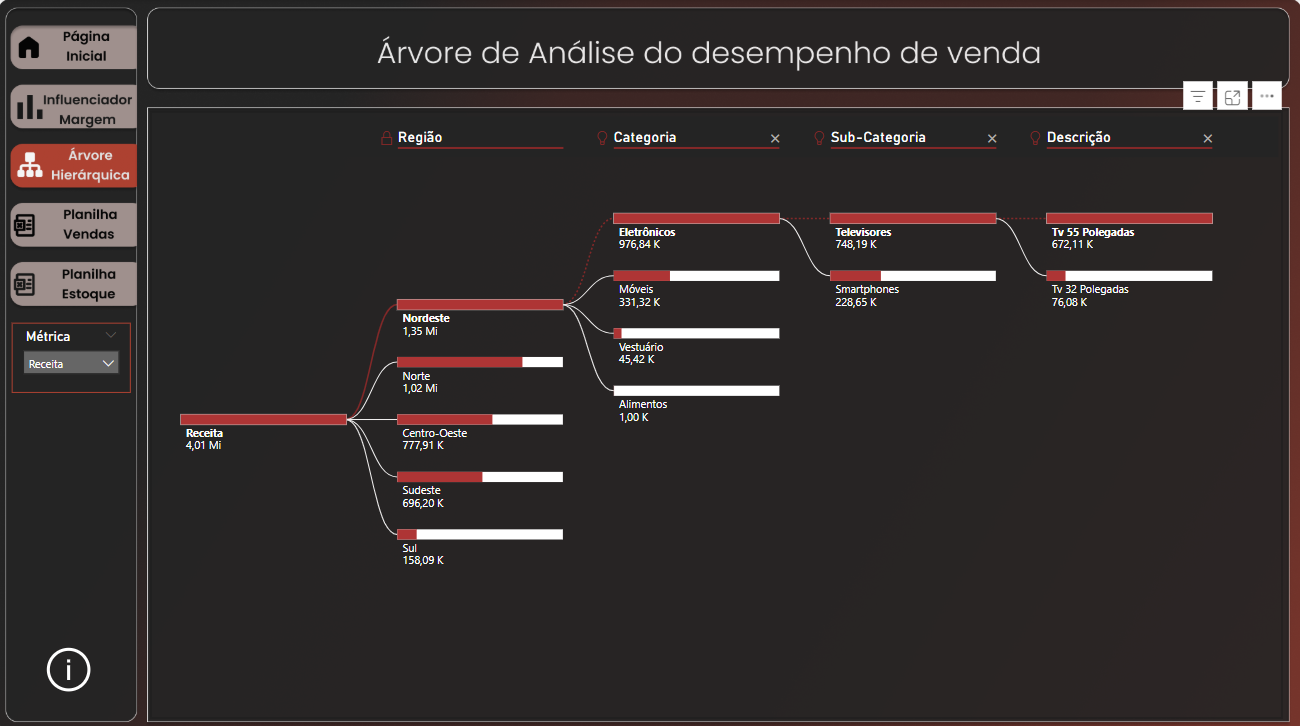 Página
Inicial
Influenciador
Margem
Árvore
Hierárquica
Planilha
Vendas
Planilha
Estoque
Métrica
Receita
i
Árvore de Análise do desempenho de venda
Região
Categoria
Sub-Categoria
Descrição
Receita
4,01 Mi
Nordeste
1,35 Mi
Norte
1,02 Mi
Centro-Oeste
777,91 K
Sudeste
696,20 K
Sul
158,09 K
Eletrônicos
976,84 K
Móveis
331,32 K
Vestuário
45,42 K
Alimentos
1,00 K
Televisores
748,19 K
Smartphones
228,65 K
Tv 55 Polegadas
672,11 K
Tv 32 Polegadas
76,08 K